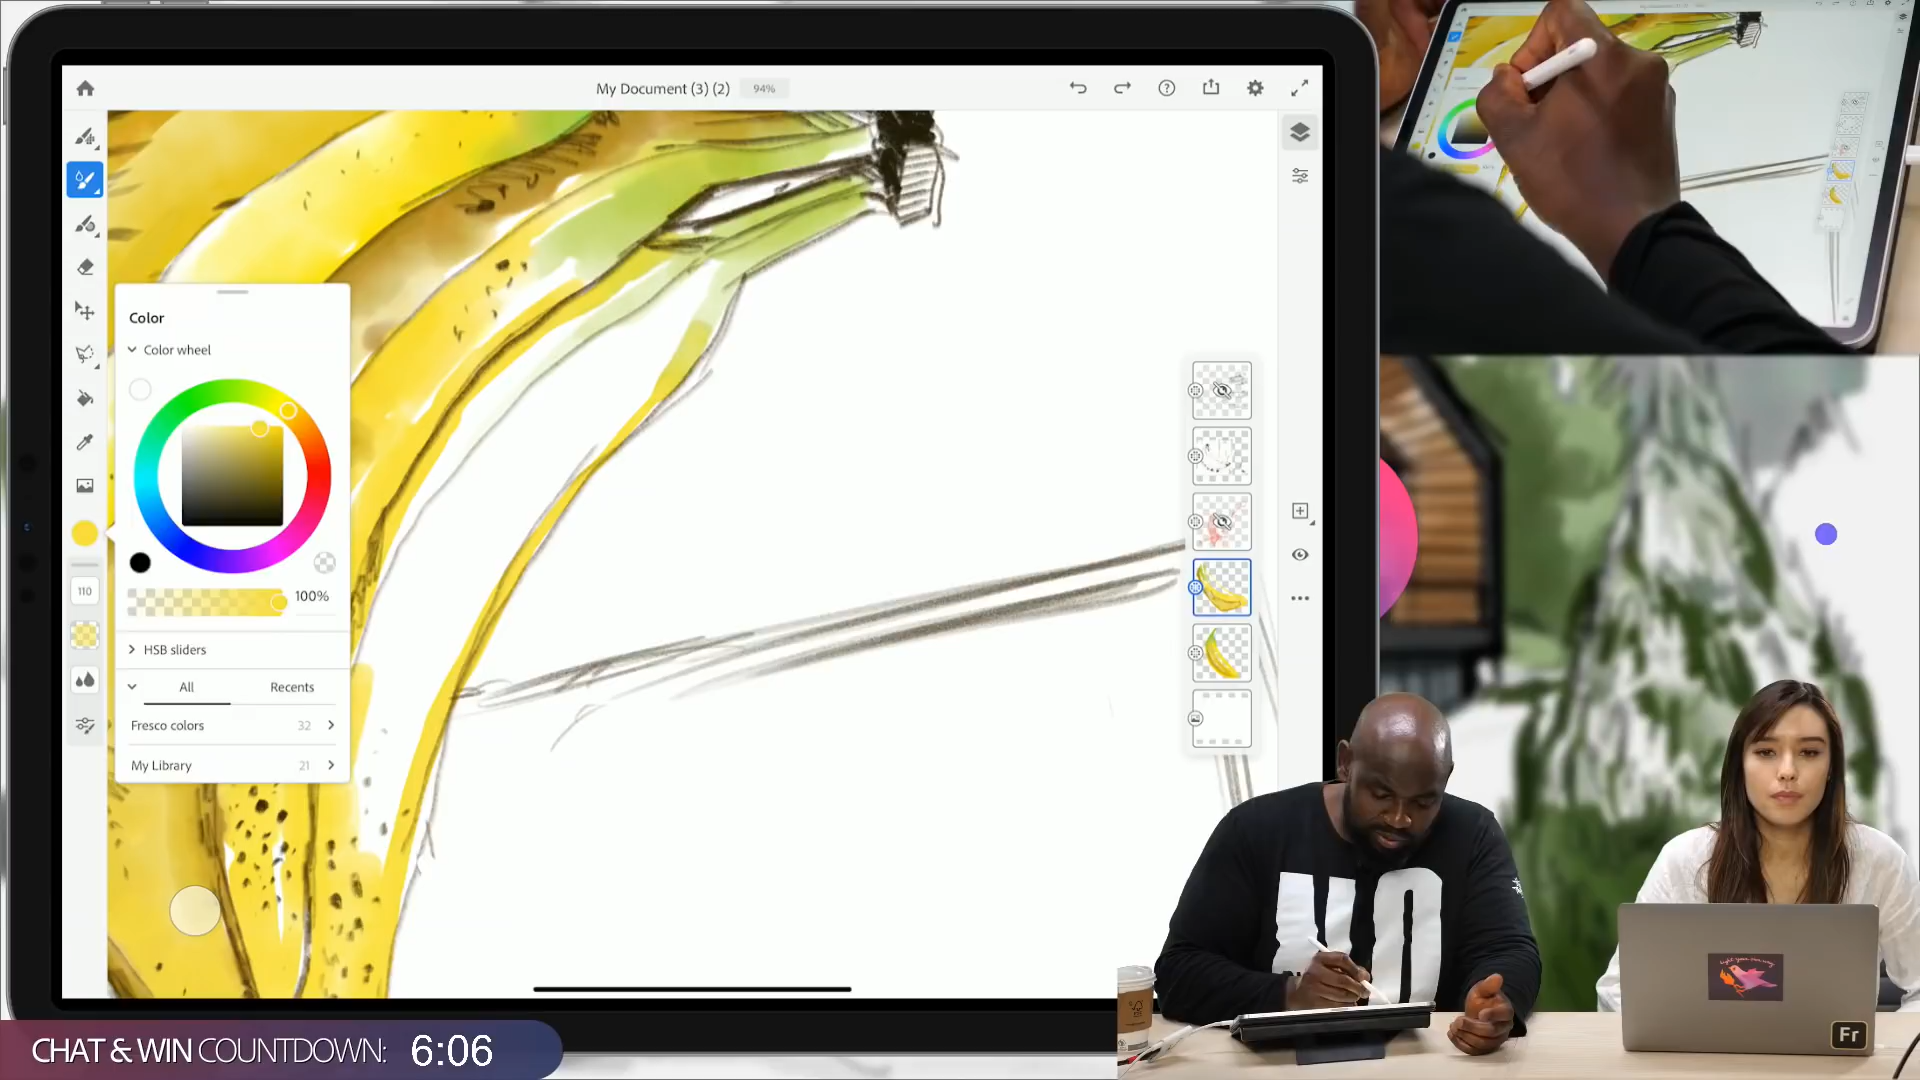 My Document (3) (2)
94%
Color
Color wheel
100%
110
HSB sliders
All
Recents
Fresco colors
32
My Library
21
NO
Fr
CHAT & WIN COUNTDOWN: 6:06